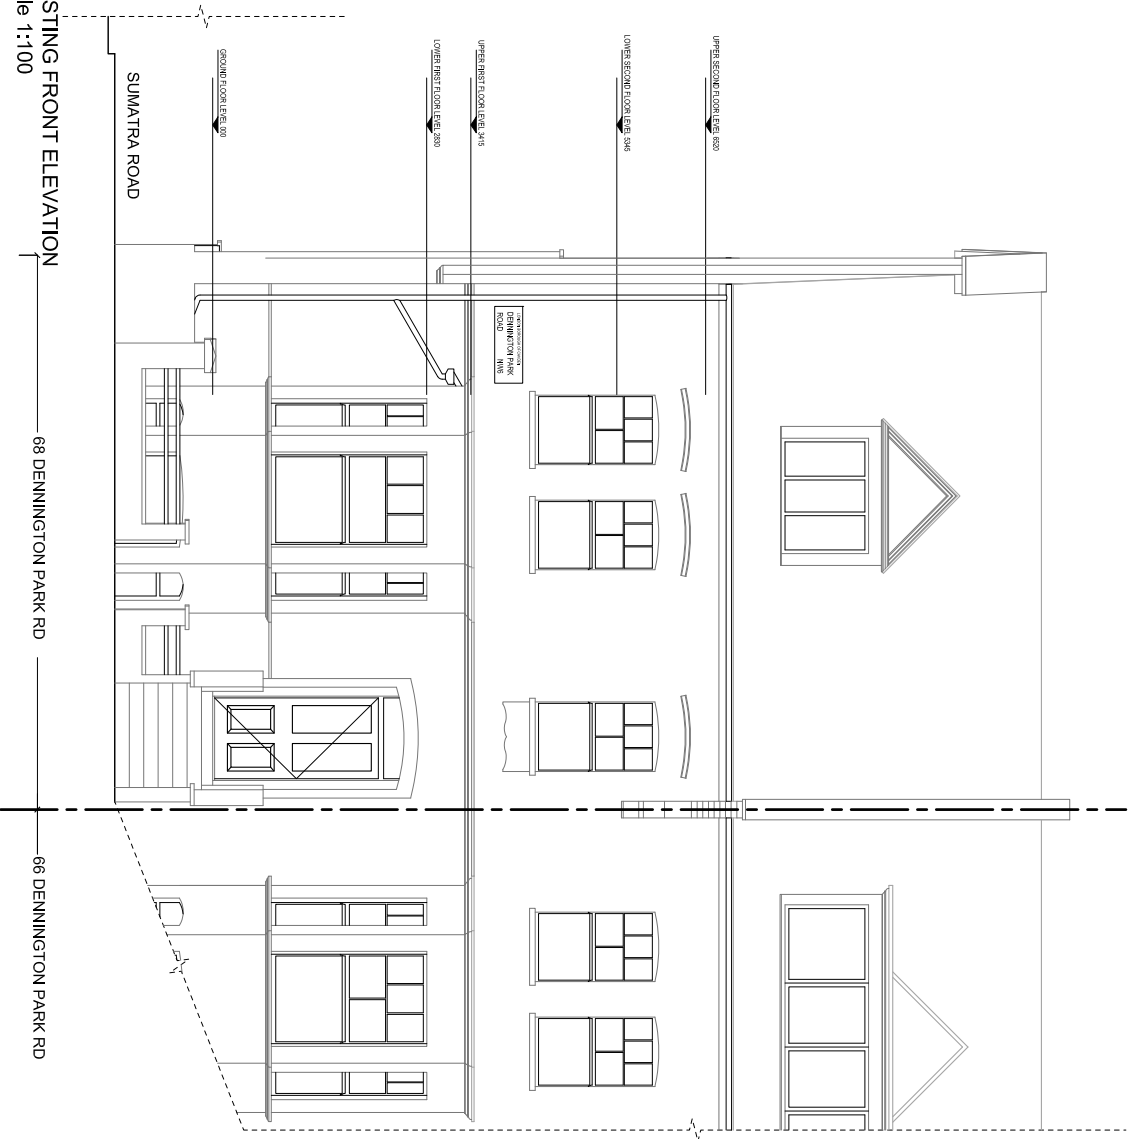 UPPER SECOND FLOOR LEVEL 6520
LOWER SECOND FLOOR LEVEL 5345
UPPER FIRST FLOOR LEVEL 3415
LOWER FIRST FLOOR LEVEL 2830
GROUND FLOOR LEVEL 000
DENNINGTON PARK
ROAD NW6
SUMATRA ROAD
68 DENNINGTON PARK RD
66 DENNINGTON PARK RD
STING FRONT ELEVATION
le 1:100